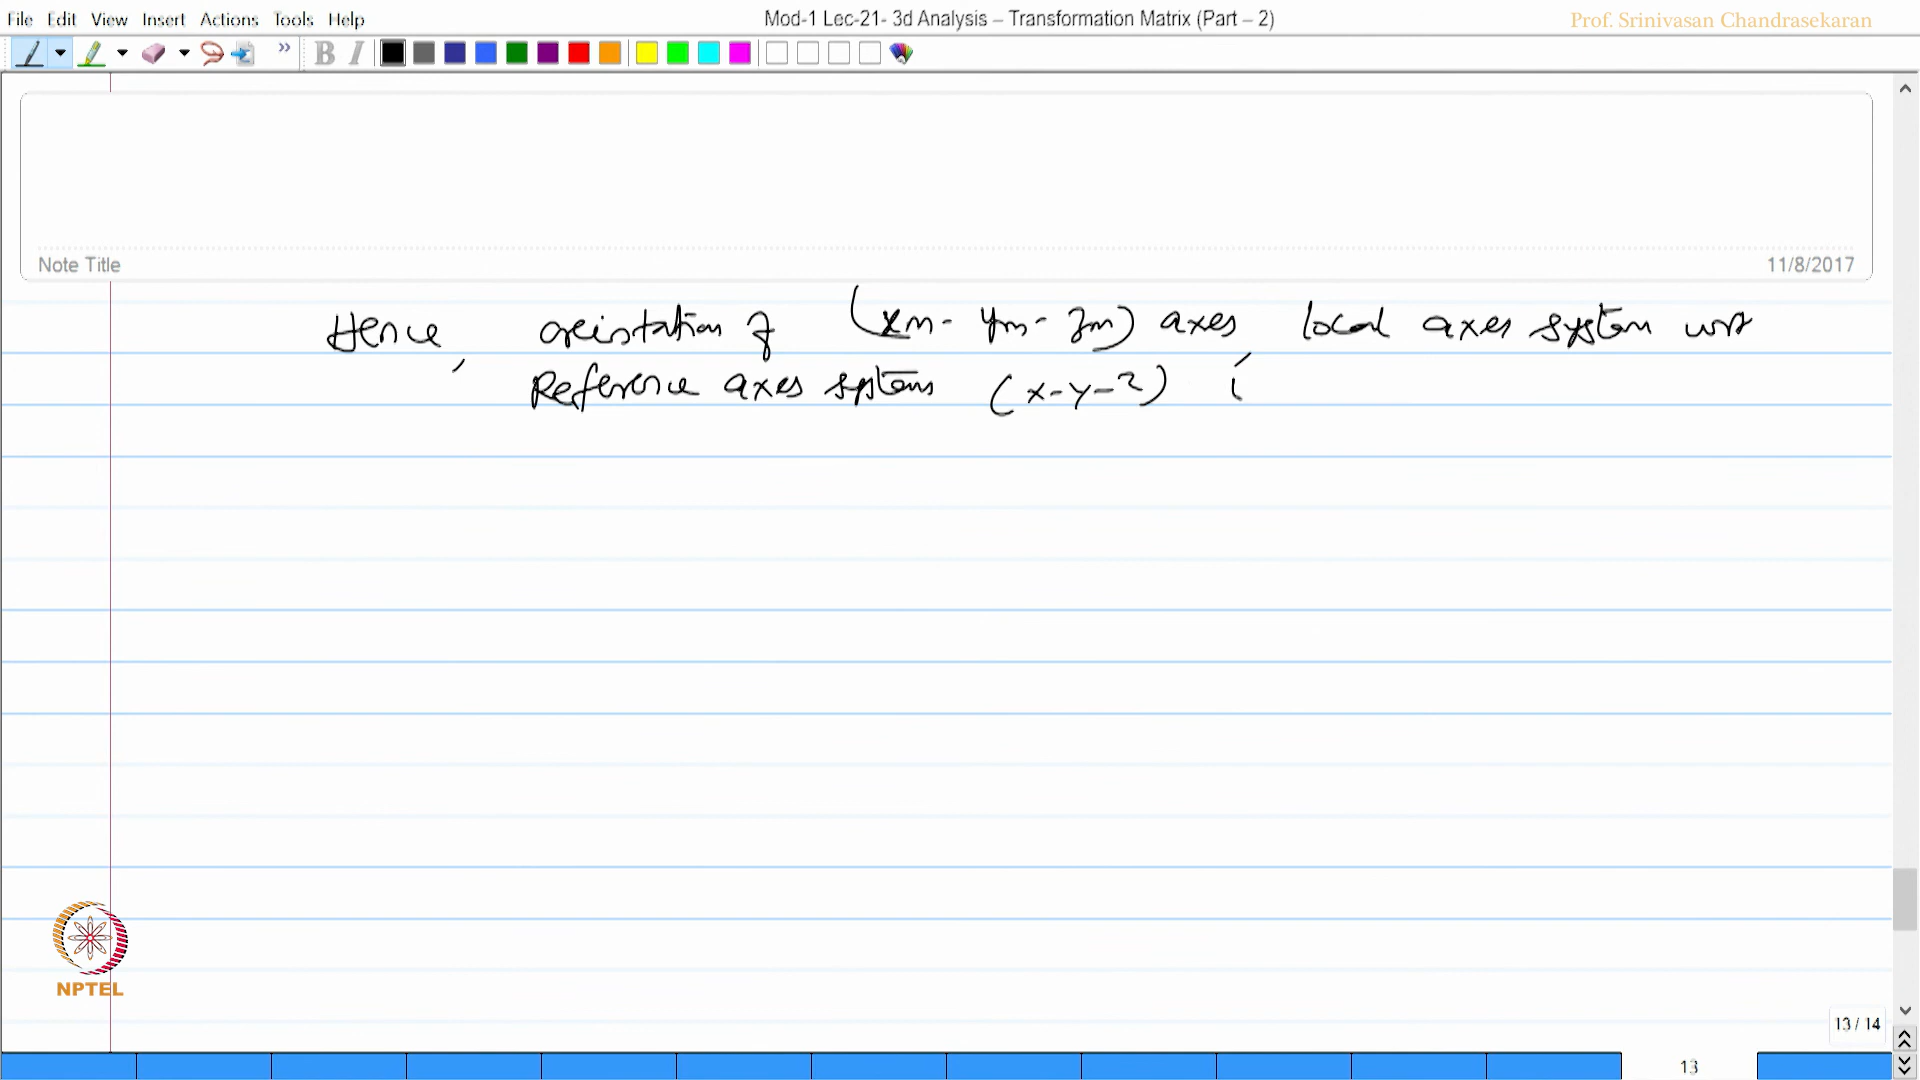 File Edit View Insert Actions Tools Help
Mod-1 Lec-21- 3d Analysis – Transformation Matrix (Part – 2)
Prof. Srinivasan Chandrasekaran
B I
Note Title
11/8/2017
Hence, orientation of (xm - ym - zm) axes, local axes system wrt
Reference axes systems (x-y-z) i
NPTEL
13 / 14
13